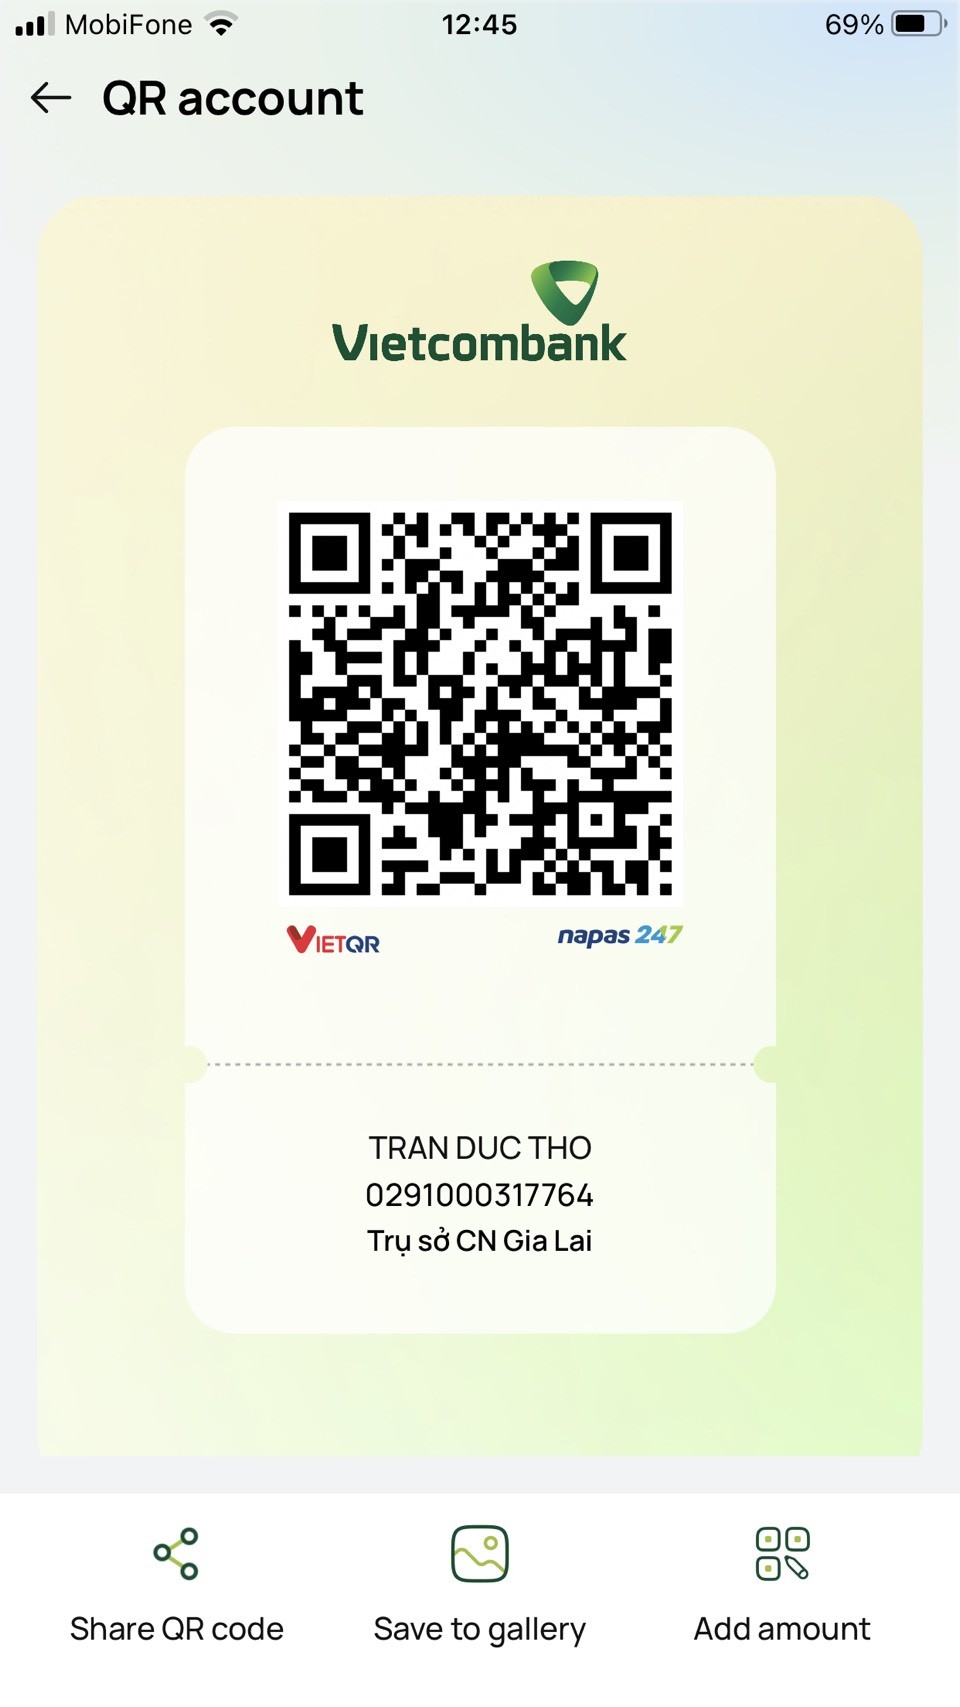 MobiFone 12:45 69%
QR account
Vietcombank
VIETQR napas 247
TRAN DUC THO
0291000317764
Trụ sở CN Gia Lai
Share QR code Save to gallery Add amount